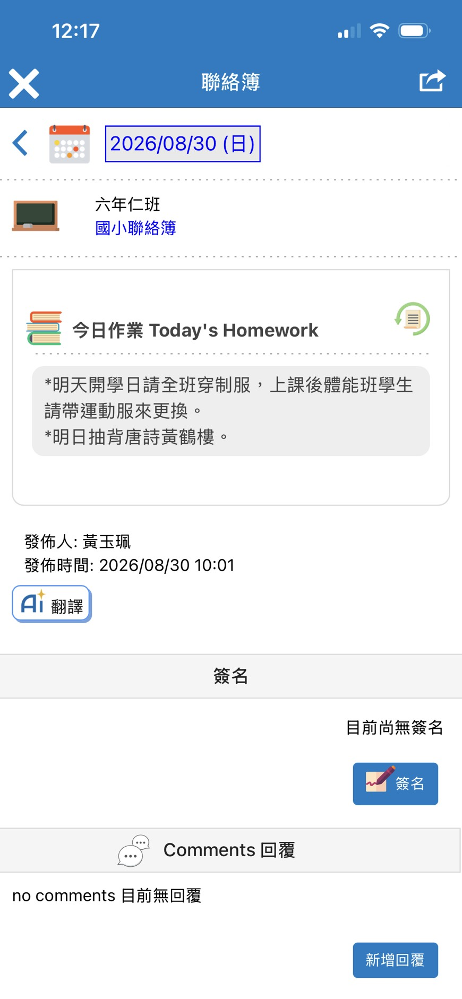 12:17
聯絡簿
2026/08/30 (日)
六年仁班
國小聯絡簿
今日作業 Today's Homework
*明天開學日請全班穿制服，上課後體能班學生
請帶運動服來更換。
*明日抽背唐詩黃鶴樓。
發佈人: 黃玉珮
發佈時間: 2026/08/30 10:01
Ai 翻譯
簽名
目前尚無簽名
簽名
Comments 回覆
no comments 目前無回覆
新增回覆